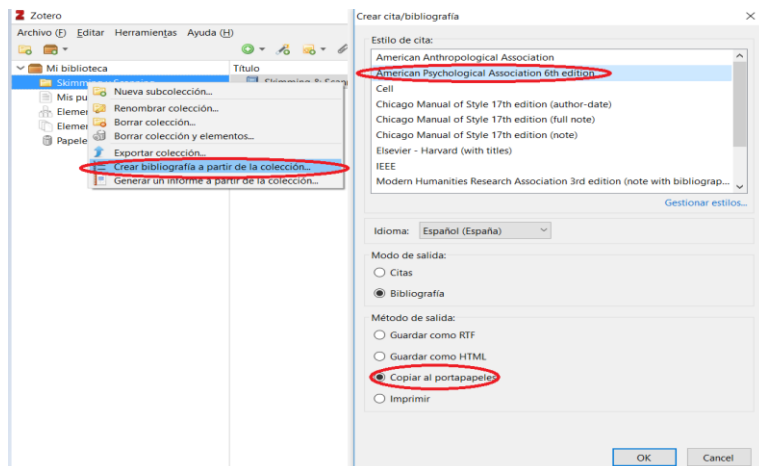 Zotero
Archivo (F) Editar Herramientas Ayuda (H)
Mi biblioteca
Título
Skimming
Skimming & Scan
Mis pu
Eleme
Element
Papele
Nueva subcolección...
Renombrar colección...
Borrar colección...
Borrar colección y elementos...
Exportar colección...
Crear bibliografía a partir de la colección...
Generar un informe a partir de la colección...
Crear cita/bibliografía
Estilo de cita:
American Anthropological Association
American Psychological Association 6th edition
Cell
Chicago Manual of Style 17th edition (author-date)
Chicago Manual of Style 17th edition (full note)
Chicago Manual of Style 17th edition (note)
Elsevier - Harvard (with titles)
IEEE
Modern Humanities Research Association 3rd edition (note with bibliograp...
Gestionar estilos...
Idioma: Español (España)
Modo de salida:
Citas
Bibliografía
Método de salida:
Guardar como RTF
Guardar como HTML
Copiar al portapapeles
Imprimir
OK Cancel